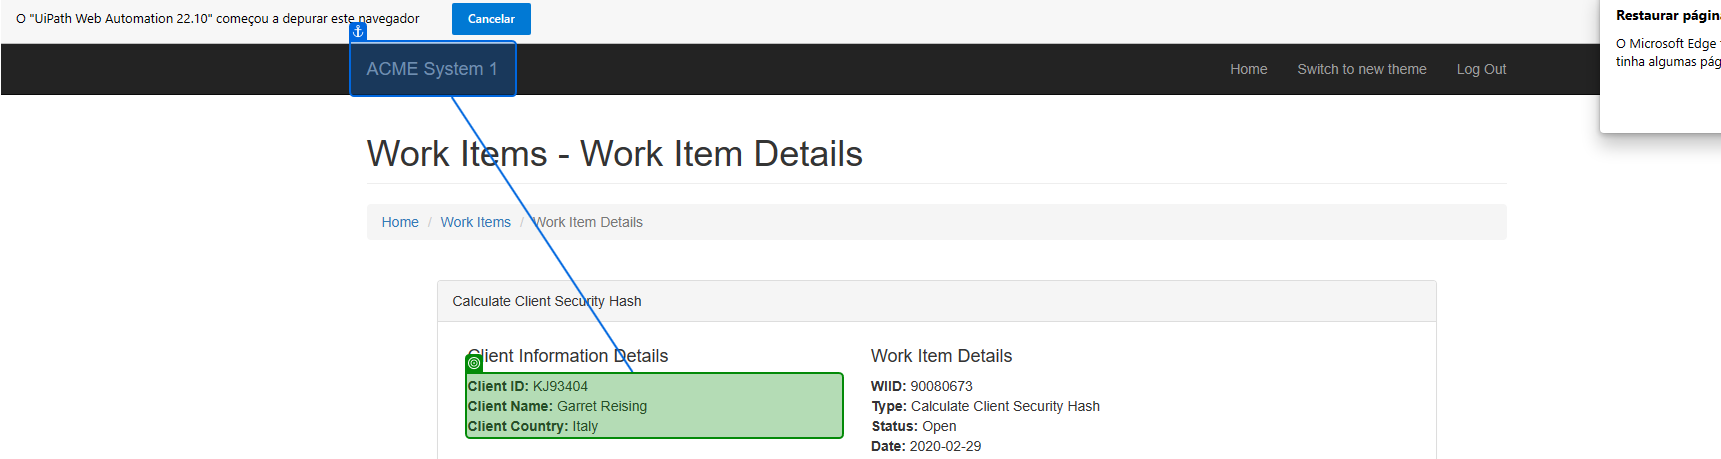 O "UiPath Web Automation 22.10" começou a depurar este navegador
Cancelar
Restaurar págin
O Microsoft Edge
tinha algumas pág
ACME System 1
Home
Switch to new theme
Log Out
Work Items - Work Item Details
Home / Work Items / Work Item Details
Calculate Client Security Hash
Client Information Details
Client ID: KJ93404
Client Name: Garret Reising
Client Country: Italy
Work Item Details
WIID: 90080673
Type: Calculate Client Security Hash
Status: Open
Date: 2020-02-29